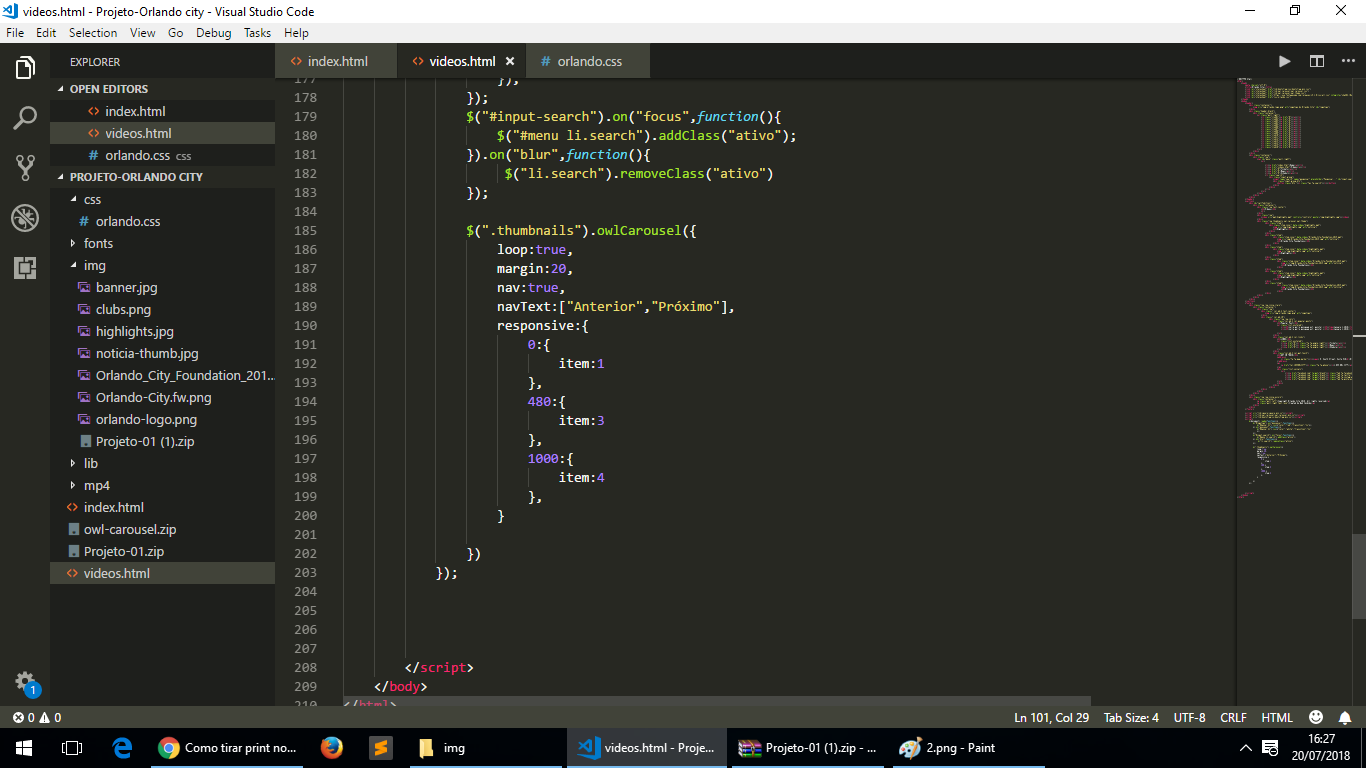 videos.html - Projeto-Orlando city - Visual Studio Code
File Edit Selection View Go Debug Tasks Help
EXPLORER
OPEN EDITORS
index.html
videos.html
orlando.css css
PROJETO-ORLANDO CITY
css
orlando.css
fonts
img
banner.jpg
clubs.png
highlights.jpg
noticia-thumb.jpg
Orlando_City_Foundation_201...
Orlando-City.fw.png
orlando-logo.png
Projeto-01 (1).zip
lib
mp4
index.html
owl-carousel.zip
Projeto-01.zip
videos.html
1
index.html videos.html orlando.css
177 });
178 });
179 $("#input-search").on("focus",function(){
180 $("#menu li.search").addClass("ativo");
181 }).on("blur",function(){
182 $("li.search").removeClass("ativo")
183 });
184
185 $(".thumbnails").owlCarousel({
186 loop:true,
187 margin:20,
188 nav:true,
189 navText:["Anterior","Próximo"],
190 responsive:{
191 0:{
192 item:1
193 },
194 480:{
195 item:3
196 },
197 1000:{
198 item:4
199 },
200 }
201
202 })
203 });
204
205
206
207
208 </script>
209 </body>
210 </html>
0 0 Ln 101, Col 29 Tab Size: 4 UTF-8 CRLF HTML
Como tirar print no... img videos.html - Proje... Projeto-01 (1).zip - ... 2.png - Paint
16:27
20/07/2018